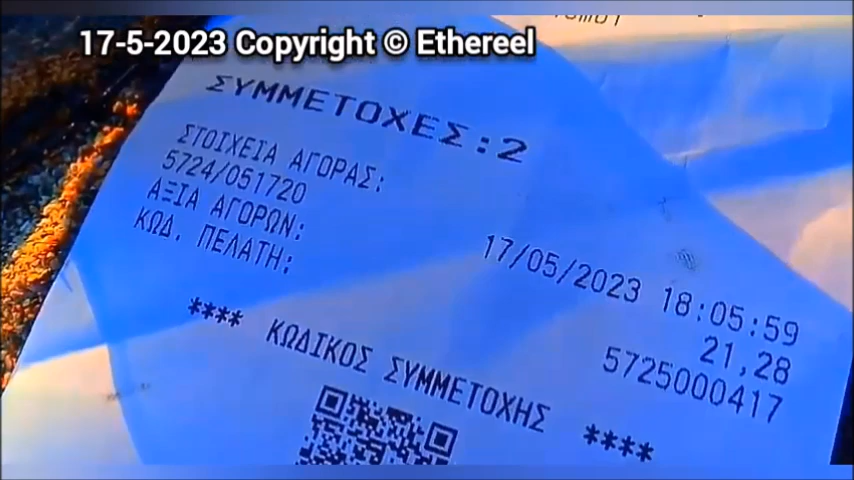 17-5-2023 Copyright © Ethereel
ΣΥΜΜΕΤΟΧΕΣ:2
ΣΤΟΙΧΕΙΑ ΑΓΟΡΑΣ:
5724/051720 17/05/2023 18:05:59
ΑΞΙΑ ΑΓΟΡΩΝ: 21,28
ΚΩΔ. ΠΕΛΑΤΗ: 5725000417
**** ΚΩΔΙΚΟΣ ΣΥΜΜΕΤΟΧΗΣ ****